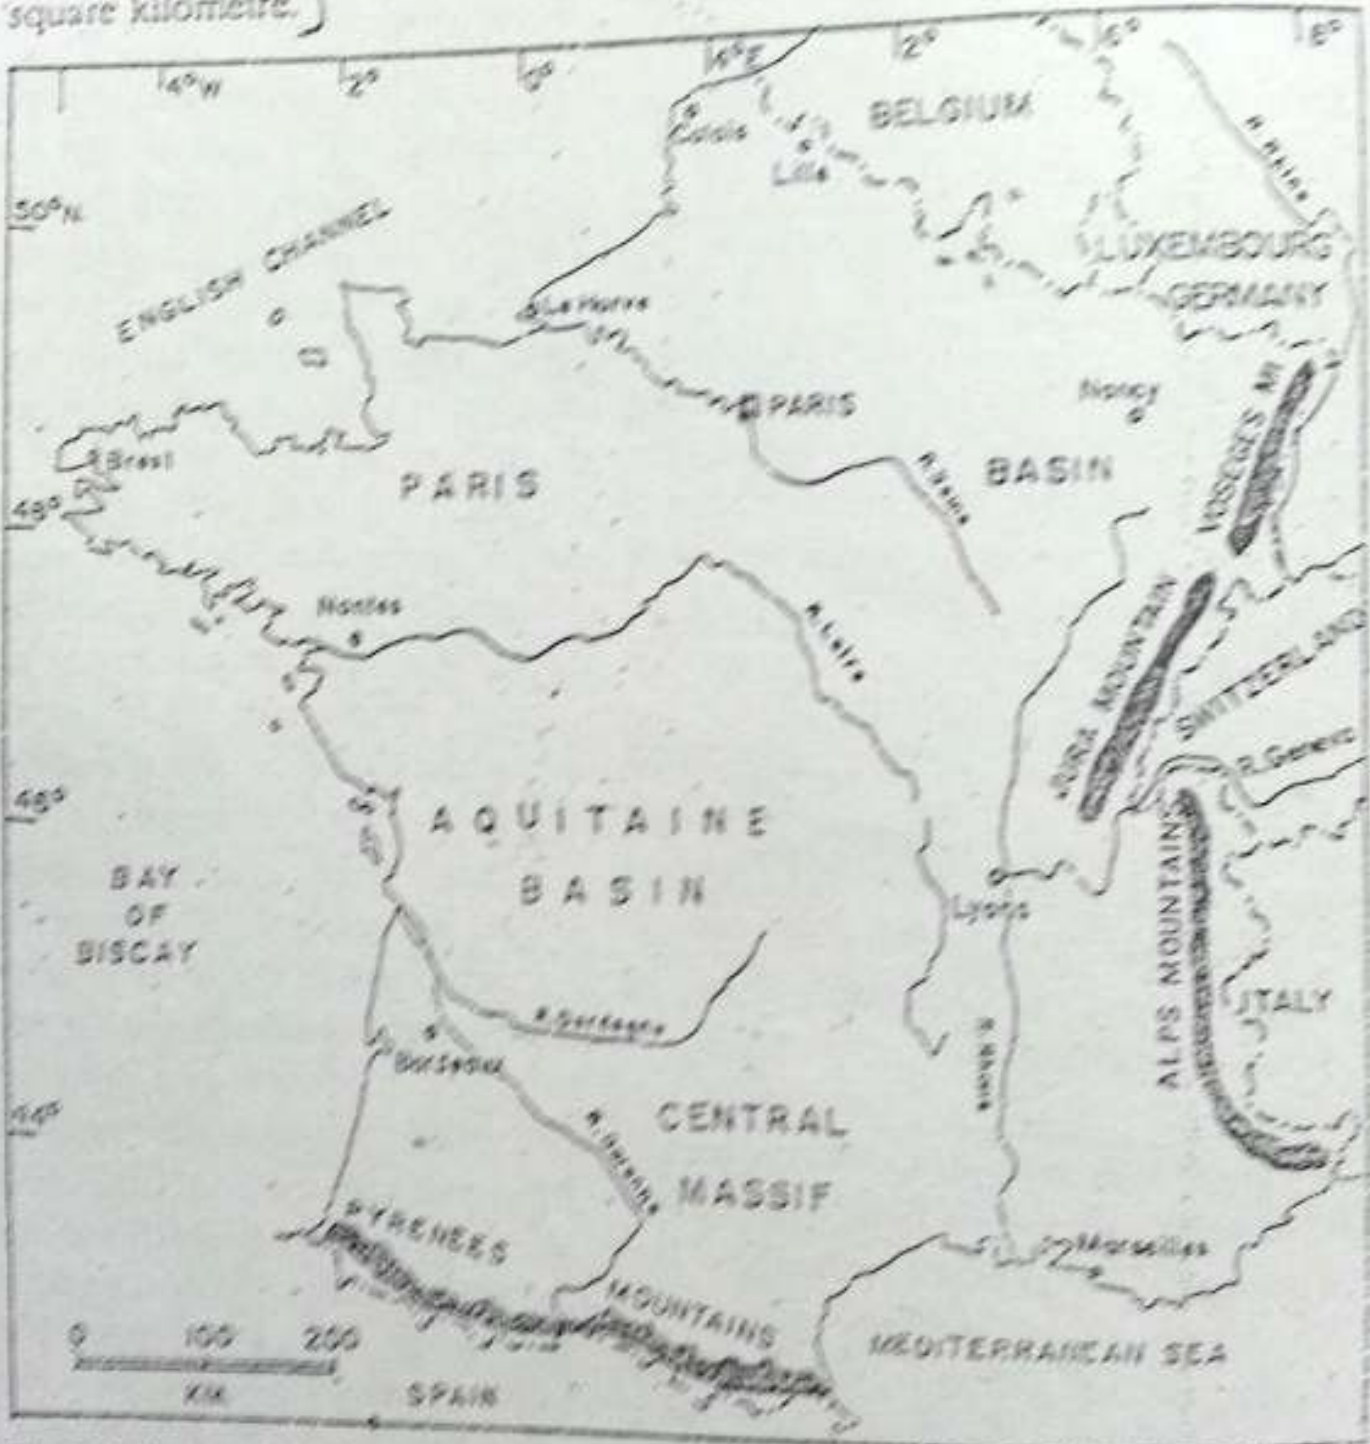 square kilometre.
4°W
2°
0°
4°E
2°
6°
8°
BELGIUM
Calais
Lille
R. Rhine
50°N
ENGLISH CHANNEL
LUXEMBOURG
GERMANY
Le Havre
PARIS
Nancy
VOSEGES MT
Brest
PARIS
BASIN
R. Seine
48°
Nantes
R. Loire
JURA MOUNTAIN
SWITZERLAND
R. Geneva
46°
AQUITAINE
BASIN
BAY
OF
BISCAY
Lyons
ALPS MOUNTAINS
ITALY
R. Dordogne
Bordeaux
R. Rhone
44°
CENTRAL
MASSIF
R. Garonne
PYRENEES
MOUNTAINS
Marseilles
MEDITERRANEAN SEA
0 100 200
KM
SPAIN